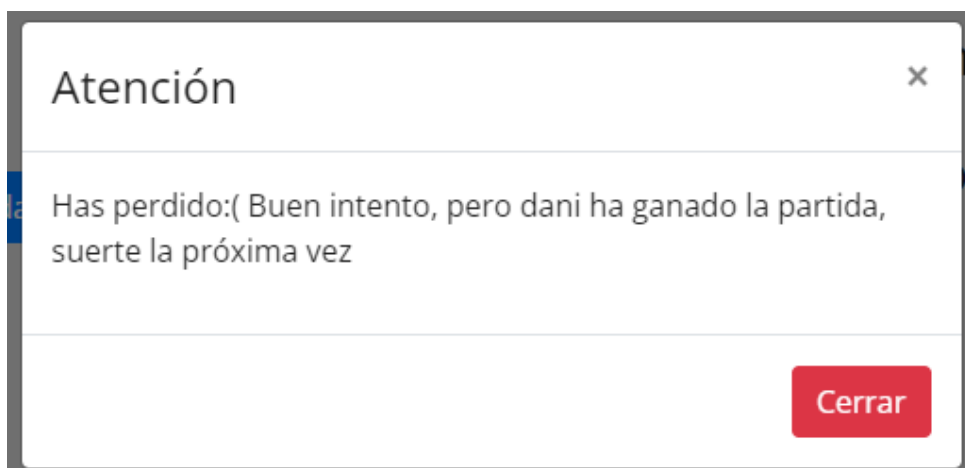 Atención
×
Has perdido:( Buen intento, pero dani ha ganado la partida,
suerte la próxima vez
Cerrar